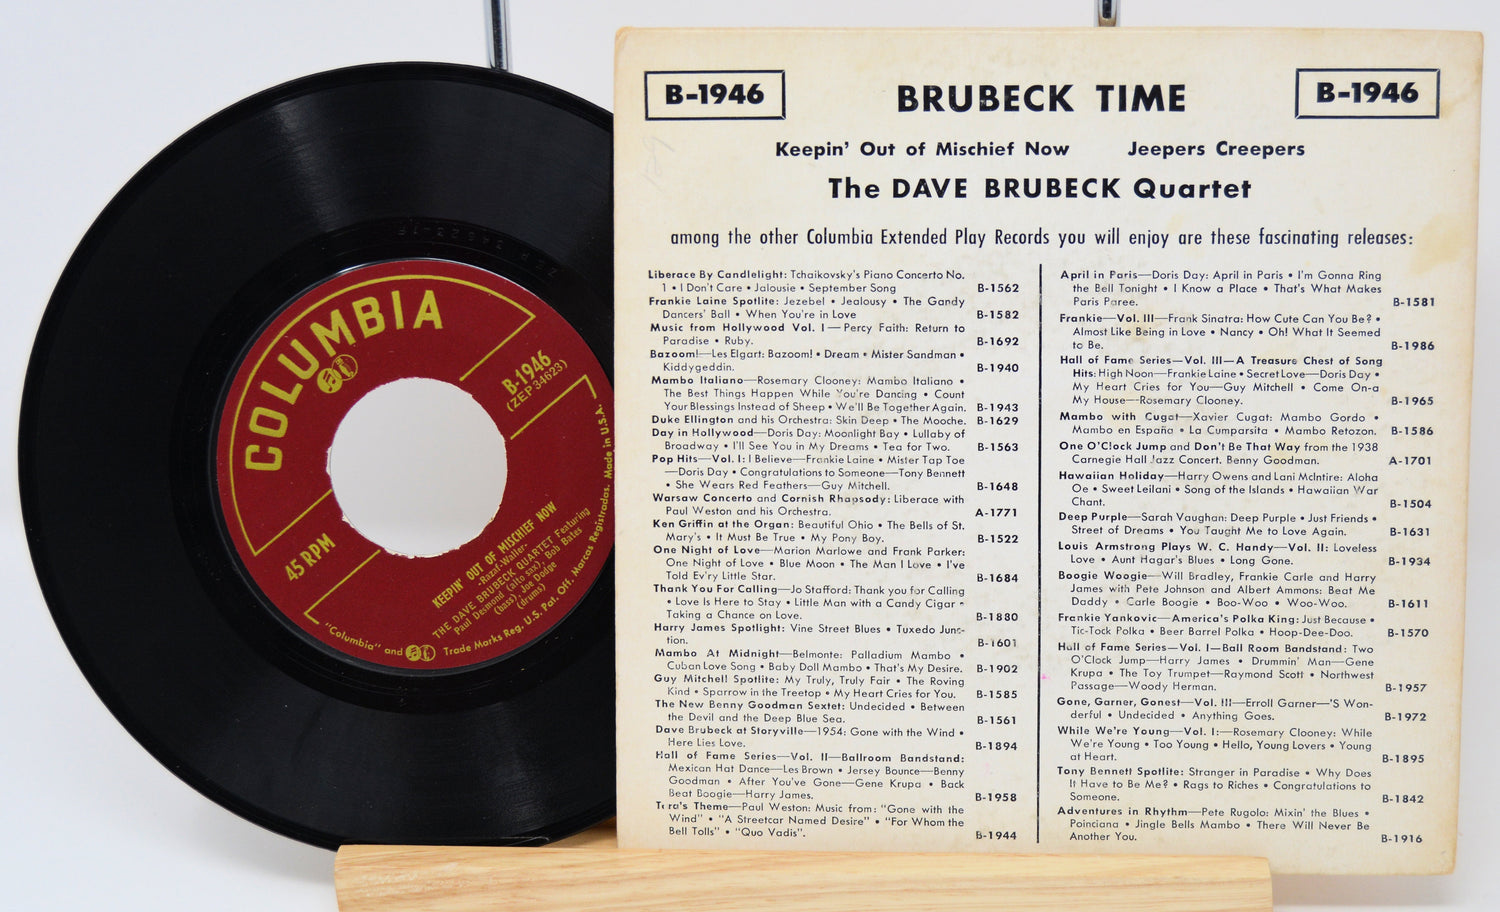 COLUMBIA
B-1946
(ZEP 34623)
45 RPM
KEEPIN' OUT OF MISCHIEF NOW
-Razaf-Waller-
THE DAVE BRUBECK QUARTET Featuring
Paul Desmond (alto sax), Bob Bates
(bass) Joe Dodge
(drums)
"Columbia" and Trade Marks Reg. U.S. Pat. Off. Marcas Registradas. Made in U.S.A.
B-1946
BRUBECK TIME
B-1946
Keepin' Out of Mischief Now Jeepers Creepers
The DAVE BRUBECK Quartet
among the other Columbia Extended Play Records you will enjoy are these fascinating releases:
Liberace By Candlelight: Tchaikovsky's Piano Concerto No.
1 • I Don't Care • Jalousie • September Song B-1562
Frankie Laine Spotlite: Jezebel • Jealousy • The Gandy
Dancers' Ball • When You're in Love B-1582
Music from Hollywood Vol. I—Percy Faith: Return to
Paradise • Ruby. B-1692
Bazoom!—Les Elgart: Bazoom! • Dream • Mister Sandman •
Kiddygeddin. B-1940
Mambo Italiano—Rosemary Clooney: Mambo Italiano •
The Best Things Happen While You're Dancing • Count
Your Blessings Instead of Sheep • We'll Be Together Again. B-1943
Duke Ellington and his Orchestra: Skin Deep • The Mooche. B-1629
Day in Hollywood—Doris Day: Moonlight Bay • Lullaby of
Broadway • I'll See You in My Dreams • Tea for Two. B-1563
Pop Hits—Vol. I: I Believe—Frankie Laine • Mister Tap Toe
—Doris Day • Congratulations to Someone—Tony Bennett
• She Wears Red Feathers—Guy Mitchell. B-1648
Warsaw Concerto and Cornish Rhapsody: Liberace with
Paul Weston and his Orchestra. A-1771
Ken Griffin at the Organ: Beautiful Ohio • The Bells of St.
Mary's • It Must Be True • My Pony Boy. B-1522
One Night of Love—Marion Marlowe and Frank Parker:
One Night of Love • Blue Moon • The Man I Love • I've
Told Ev'ry Little Star. B-1684
Thank You For Calling—Jo Stafford: Thank you for Calling
• Love Is Here to Stay • Little Man with a Candy Cigar •
Taking a Chance on Love. B-1880
Harry James Spotlight: Vine Street Blues • Tuxedo Junc-
tion. B-1601
Mambo At Midnight—Belmonte: Palladium Mambo •
Cuban Love Song • Baby Doll Mambo • That's My Desire. B-1902
Guy Mitchell Spotlite: My Truly, Truly Fair • The Roving
Kind • Sparrow in the Treetop • My Heart Cries for You. B-1585
The New Benny Goodman Sextet: Undecided • Between
the Devil and the Deep Blue Sea. B-1561
Dave Brubeck at Storyville—1954: Gone with the Wind •
Here Lies Love. B-1894
Hall of Fame Series—Vol. II—Ballroom Bandstand:
Mexican Hat Dance—Les Brown • Jersey Bounce—Benny
Goodman • After You've Gone—Gene Krupa • Back
Beat Boogie—Harry James. B-1958
Tara's Theme—Paul Weston: Music from: "Gone with the
Wind" • "A Streetcar Named Desire" • "For Whom the
Bell Tolls" • "Quo Vadis". B-1944
April in Paris—Doris Day: April in Paris • I'm Gonna Ring
the Bell Tonight • I Know a Place • That's What Makes
Paris Paree. B-1581
Frankie—Vol. III—Frank Sinatra: How Cute Can You Be? •
Almost Like Being in Love • Nancy • Oh! What It Seemed
to Be. B-1986
Hall of Fame Series—Vol. III—A Treasure Chest of Song
Hits: High Noon—Frankie Laine • Secret Love—Doris Day •
My Heart Cries for You—Guy Mitchell • Come On-a
My House—Rosemary Clooney. B-1965
Mambo with Cugat—Xavier Cugat: Mambo Gordo •
Mambo en España • La Cumparsita • Mambo Retozon. B-1586
One O'Clock Jump and Don't Be That Way from the 1938
Carnegie Hall Jazz Concert. Benny Goodman. A-1701
Hawaiian Holiday—Harry Owens and Lani McIntire: Aloha
Oe • Sweet Leilani • Song of the Islands • Hawaiian War
Chant. B-1504
Deep Purple—Sarah Vaughan: Deep Purple • Just Friends •
Street of Dreams • You Taught Me to Love Again. B-1631
Louis Armstrong Plays W. C. Handy—Vol. II: Loveless
Love • Aunt Hagar's Blues • Long Gone. B-1934
Boogie Woogie—Will Bradley, Frankie Carle and Harry
James with Pete Johnson and Albert Ammons: Beat Me
Daddy • Carle Boogie • Boo-Woo • Woo-Woo. B-1611
Frankie Yankovic—America's Polka King: Just Because •
Tic-Tock Polka • Beer Barrel Polka • Hoop-Dee-Doo. B-1570
Hall of Fame Series—Vol. I—Ball Room Bandstand: Two
O'Clock Jump—Harry James • Drummin' Man—Gene
Krupa • The Toy Trumpet—Raymond Scott • Northwest
Passage—Woody Herman. B-1957
Gone, Garner, Gonest—Vol. III—Erroll Garner—'S Won-
derful • Undecided • Anything Goes. B-1972
While We're Young—Vol. I:—Rosemary Clooney: While
We're Young • Too Young • Hello, Young Lovers • Young
at Heart. B-1895
Tony Bennett Spotlite: Stranger in Paradise • Why Does
It Have to Be Me? • Rags to Riches • Congratulations to
Someone. B-1842
Adventures in Rhythm—Pete Rugolo: Mixin' the Blues •
Poinciana • Jingle Bells Mambo • There Will Never Be
Another You. B-1916